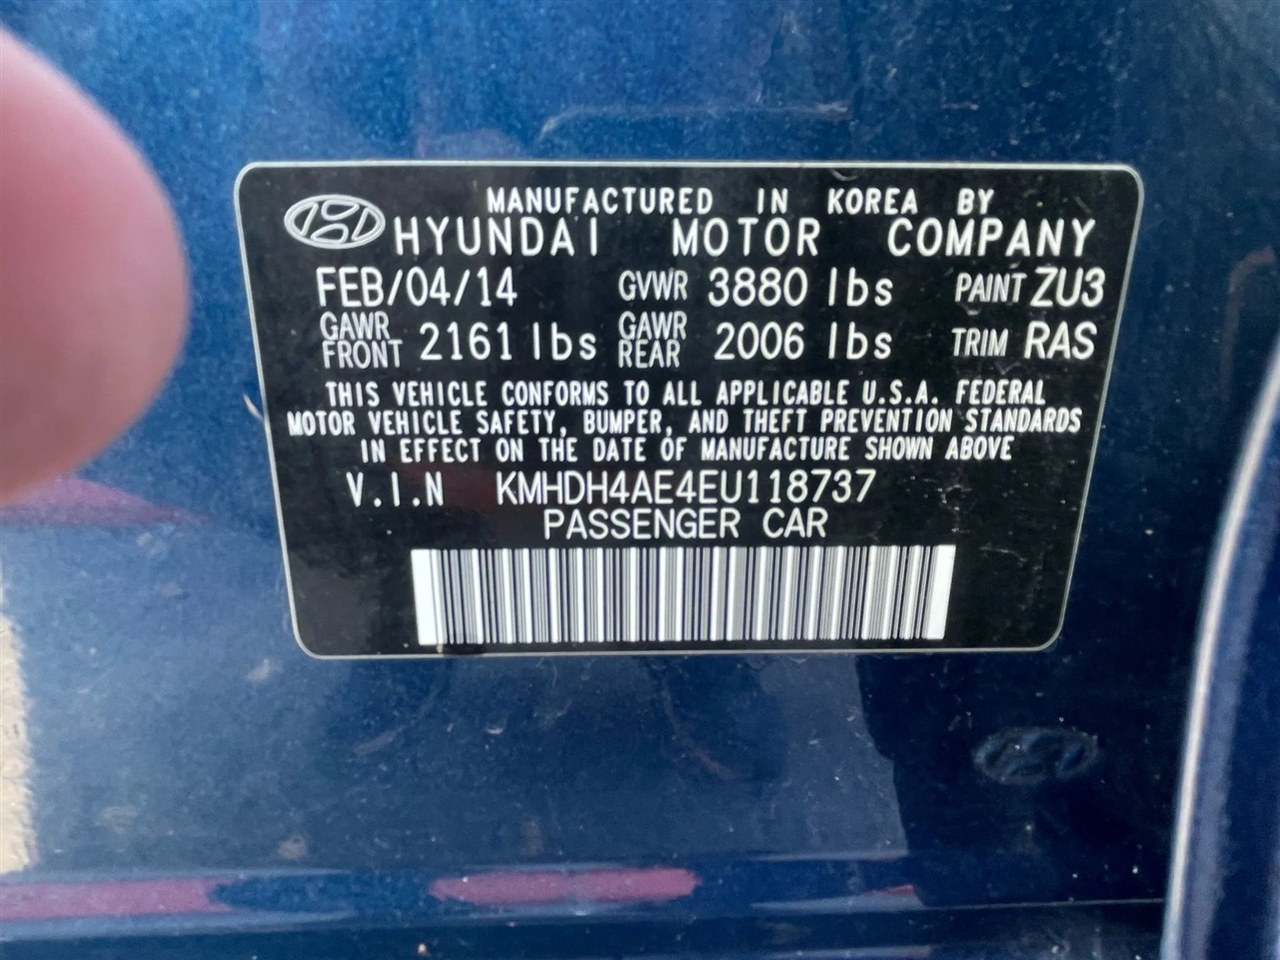 MANUFACTURED IN KOREA BY
HYUNDAI MOTOR COMPANY
FEB/04/14 GVWR 3880 lbs PAINT ZU3
GAWR FRONT 2161 lbs GAWR REAR 2006 lbs TRIM RAS
THIS VEHICLE CONFORMS TO ALL APPLICABLE U.S.A. FEDERAL
MOTOR VEHICLE SAFETY, BUMPER, AND THEFT PREVENTION STANDARDS
IN EFFECT ON THE DATE OF MANUFACTURE SHOWN ABOVE
V.I.N KMHDH4AE4EU118737
PASSENGER CAR